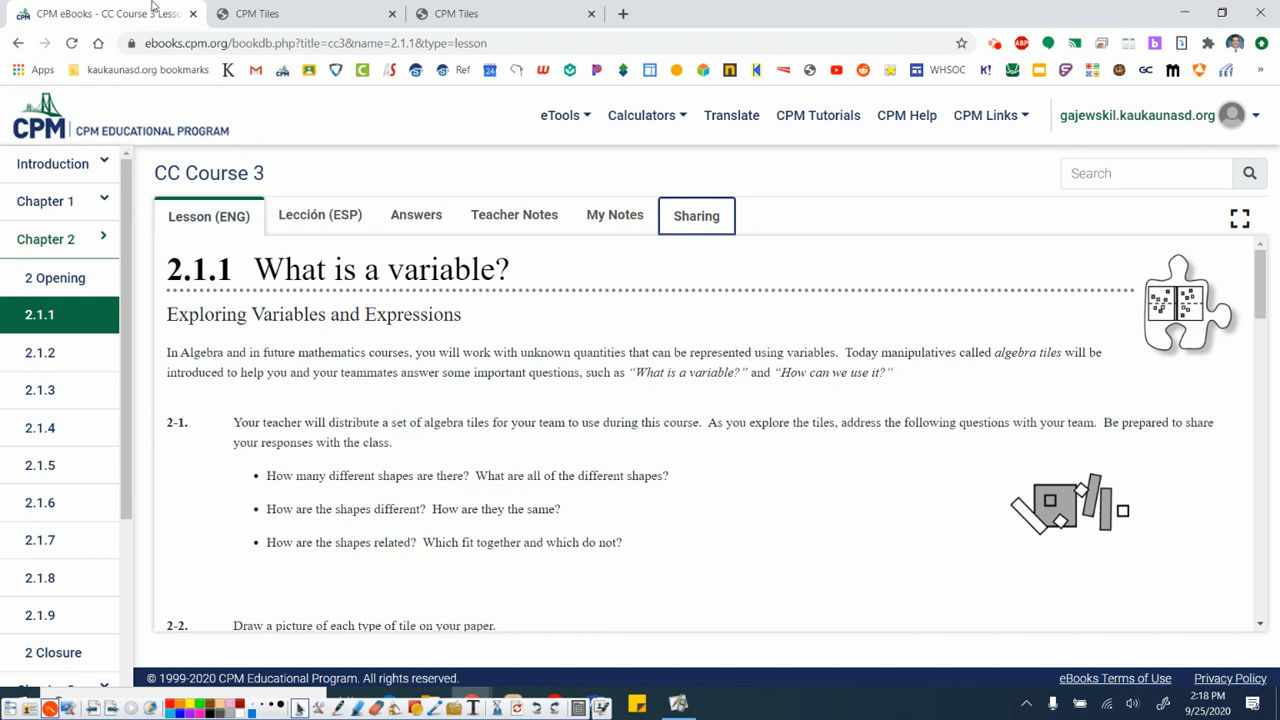 CPM eBooks - CC Course 3 Lesso
CPM Tiles
CPM Tiles
ebooks.cpm.org/bookdb.php?title=cc3&name=2.1.1&type=lesson
Apps
kaukaunasd.org bookmarks
Ref
WHSOC
CPM
CPM EDUCATIONAL PROGRAM
eTools
Calculators
Translate
CPM Tutorials
CPM Help
CPM Links
gajewskil.kaukaunasd.org
Introduction
Chapter 1
Chapter 2
2 Opening
2.1.1
2.1.2
2.1.3
2.1.4
2.1.5
2.1.6
2.1.7
2.1.8
2.1.9
2 Closure
CC Course 3
Search
Lesson (ENG)
Lección (ESP)
Answers
Teacher Notes
My Notes
Sharing
2.1.1 What is a variable?
Exploring Variables and Expressions
In Algebra and in future mathematics courses, you will work with unknown quantities that can be represented using variables. Today manipulatives called algebra tiles will be
introduced to help you and your teammates answer some important questions, such as “What is a variable?” and “How can we use it?”
2-1. Your teacher will distribute a set of algebra tiles for your team to use during this course. As you explore the tiles, address the following questions with your team. Be prepared to share
your responses with the class.
• How many different shapes are there? What are all of the different shapes?
• How are the shapes different? How are they the same?
• How are the shapes related? Which fit together and which do not?
2-2. Draw a picture of each type of tile on your paper.
© 1999-2020 CPM Educational Program. All rights reserved.
eBooks Terms of Use
Privacy Policy
2:18 PM
9/25/2020